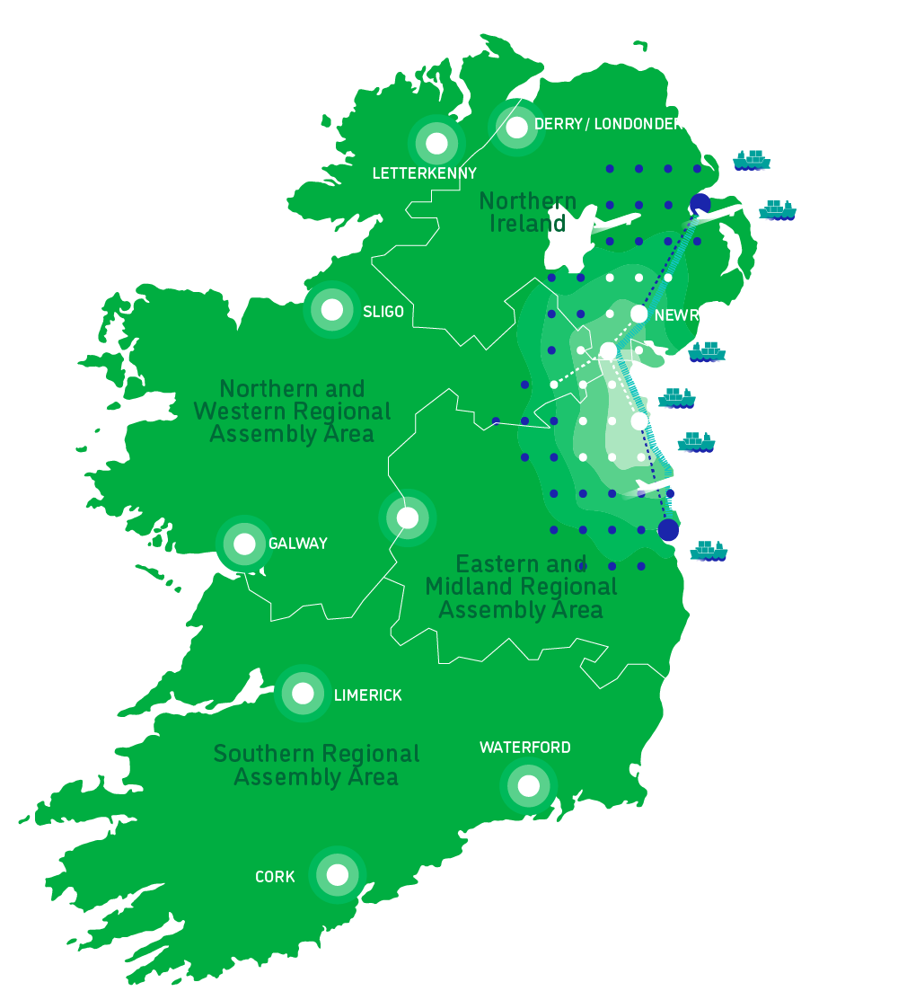 DERRY / LONDONDER
LETTERKENNY
Northern
Ireland
SLIGO
NEWR
Northern and
Western Regional
Assembly Area
GALWAY
Eastern and
Midland Regional
Assembly Area
LIMERICK
WATERFORD
Southern Regional
Assembly Area
CORK